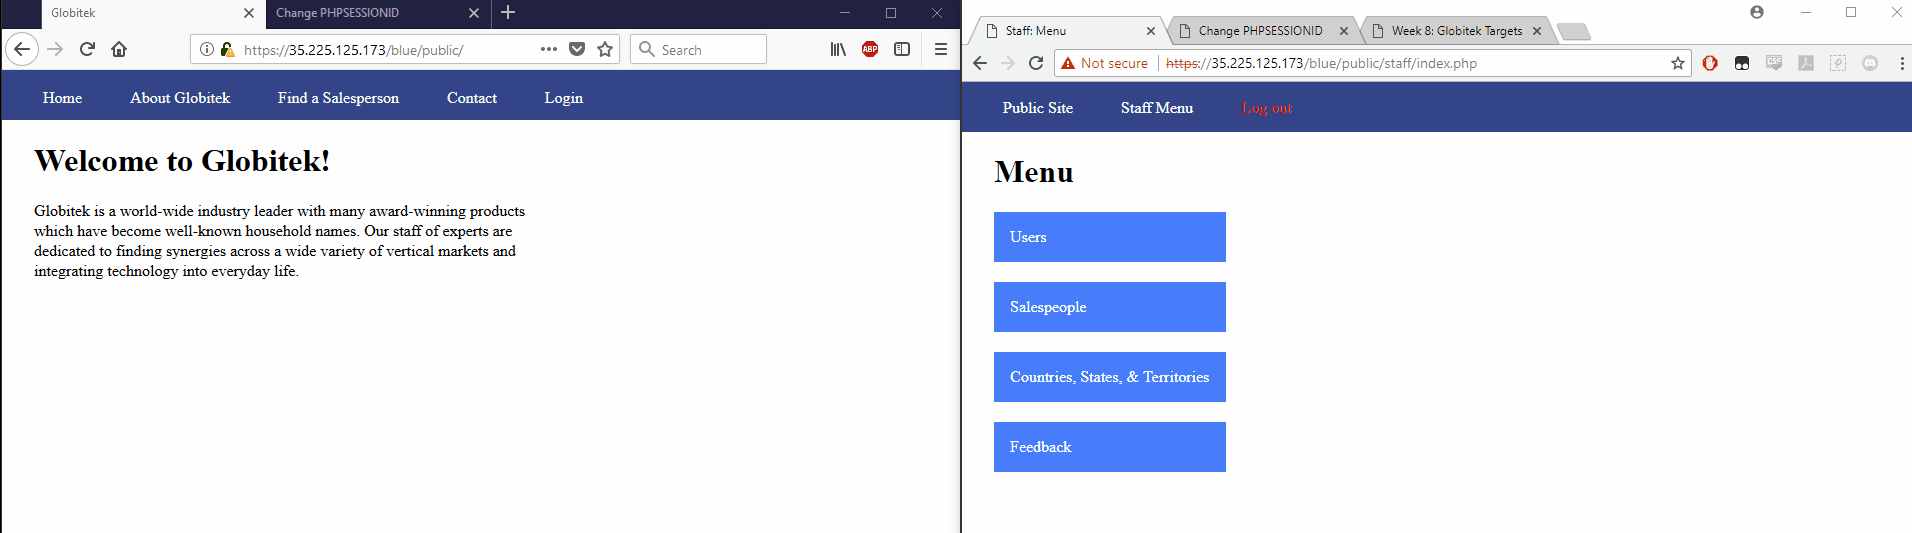 Globitek
Change PHPSESSIONID
https://35.225.125.173/blue/public/
Search
ABP
Home
About Globitek
Find a Salesperson
Contact
Login
Welcome to Globitek!
Globitek is a world-wide industry leader with many award-winning products
which have become well-known household names. Our staff of experts are
dedicated to finding synergies across a wide variety of vertical markets and
integrating technology into everyday life.
Staff: Menu
Change PHPSESSIONID
Week 8: Globitek Targets
Not secure
https://35.225.125.173/blue/public/staff/index.php
CSS
Public Site
Staff Menu
Log out
Menu
Users
Salespeople
Countries, States, & Territories
Feedback